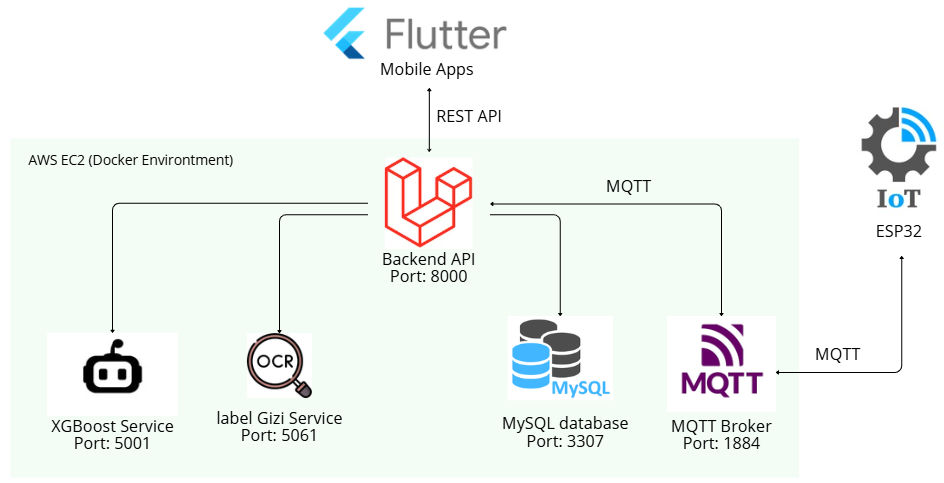 Flutter
Mobile Apps
REST API
AWS EC2 (Docker Environtment)
MQTT
IoT
ESP32
Backend API
Port: 8000
MQTT
OCR
MySQL
MQTT
XGBoost Service
Port: 5001
label Gizi Service
Port: 5061
MySQL database
Port: 3307
MQTT Broker
Port: 1884